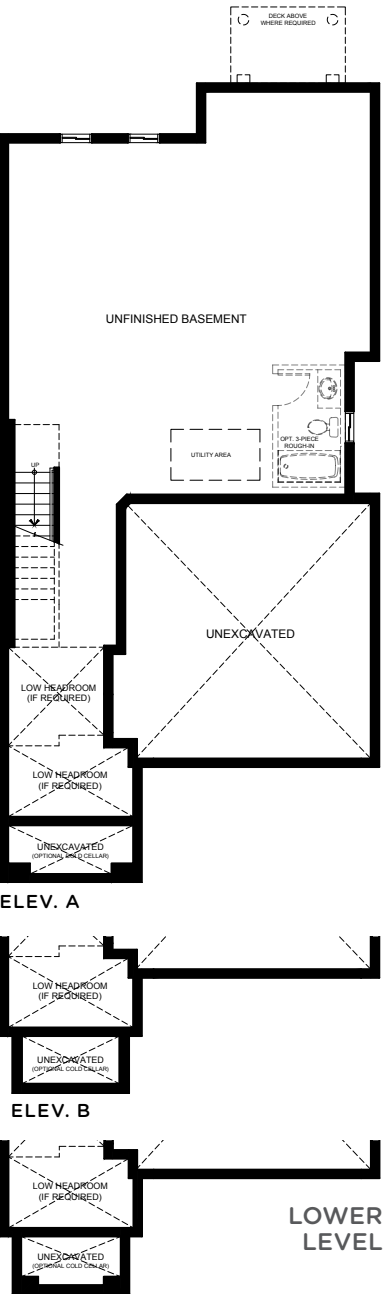 DECK ABOVE
WHERE REQUIRED
UNFINISHED BASEMENT
OPT. 3-PIECE
ROUGH-IN
UTILITY AREA
UP
UNEXCAVATED
LOW HEADROOM
(IF REQUIRED)
LOW HEADROOM
(IF REQUIRED)
UNEXCAVATED
(OPTIONAL COLD CELLAR)
ELEV. A
LOW HEADROOM
(IF REQUIRED)
UNEXCAVATED
(OPTIONAL COLD CELLAR)
ELEV. B
LOW HEADROOM
(IF REQUIRED)
LOWER
LEVEL
UNEXCAVATED
(OPTIONAL COLD CELLAR)